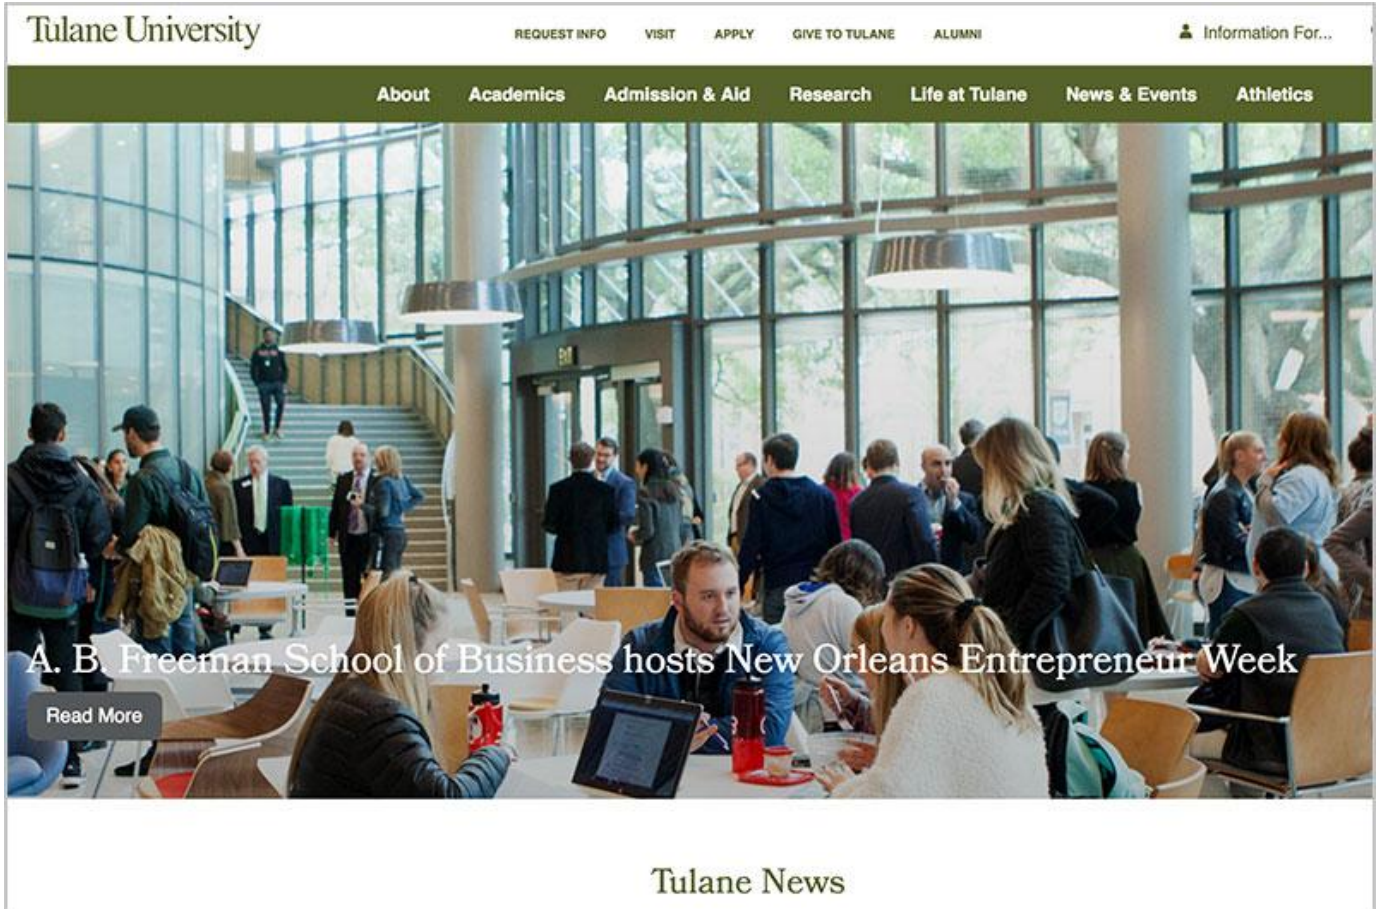 Tulane University
REQUEST INFO VISIT APPLY GIVE TO TULANE ALUMNI Information For...
About Academics Admission & Aid Research Life at Tulane News & Events Athletics
EXIT
A. B. Freeman School of Business hosts New Orleans Entrepreneur Week
Read More
Tulane News